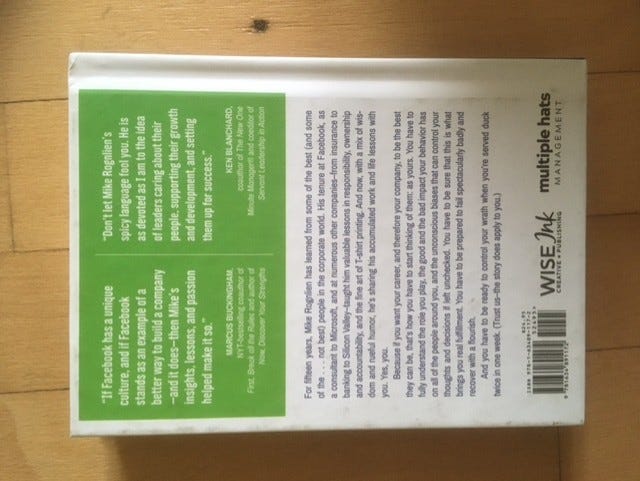 "If Facebook has a unique
culture, and if Facebook
stands as an example of a
better way to build a company
—and it does—then Mike's
insights, lessons, and passion
helped make it so."
MARCUS BUCKINGHAM,
NYT-bestselling coauthor of
First, Break all the Rules and author of
Now, Discover Your Strengths
"Don't let Mike Rognlien's
spicy language fool you. He is
as devoted as I am to the idea
of leaders caring about their
people, supporting their growth
and development, and setting
them up for success."
KEN BLANCHARD,
coauthor of The New One
Minute Manager® and coeditor of
Servant Leadership in Action
For fifteen years, Mike Rognlien has learned from some of the best (and some
of the . . . not best) people in the corporate world. His tenure at Facebook, as
a consultant to Microsoft, and at numerous other companies—from insurance to
banking to Silicon Valley—taught him valuable lessons in responsibility, ownership
and accountability, and the fine art of T-shirt printing. And now, with a mix of wis-
dom and rueful humor, he's sharing his accumulated work and life lessons with
you. Yes, you.
Because if you want your career, and therefore your company, to be the best
they can be, that's how you have to start thinking of them: as yours. You have to
fully understand the role you play, the good and the bad impact your behavior has
on all of the people around you, and the unconscious biases that can control your
thoughts and decisions if left unchecked. You have to be sure that this is what
brings you real fulfillment. You have to be prepared to fail spectacularly badly and
recover with a flourish.
And you have to be ready to control your wrath when you're served duck
twice in one week. (Trust us—the story does apply to you.)
ISBN 978-1-63489-117-2
9 781634 891172
WISE Ink
CREATIVE PUBLISHING
multiple hats
MANAGEMENT